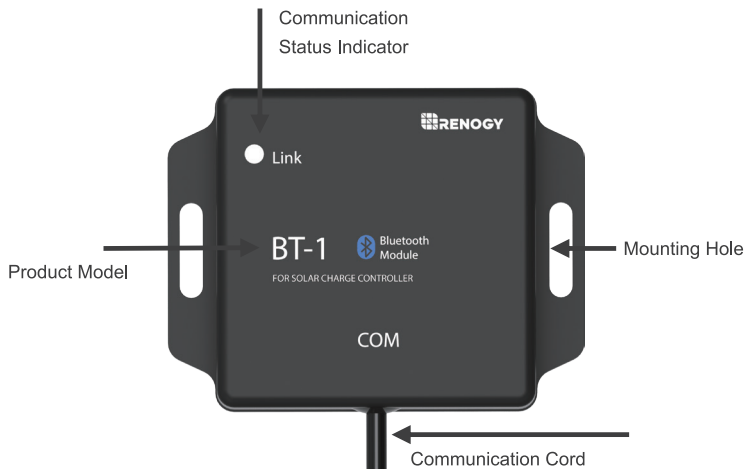 Communication
Status Indicator
RENOGY
Link
BT-1
Bluetooth
Module
Mounting Hole
Product Model
FOR SOLAR CHARGE CONTROLLER
COM
Communication Cord